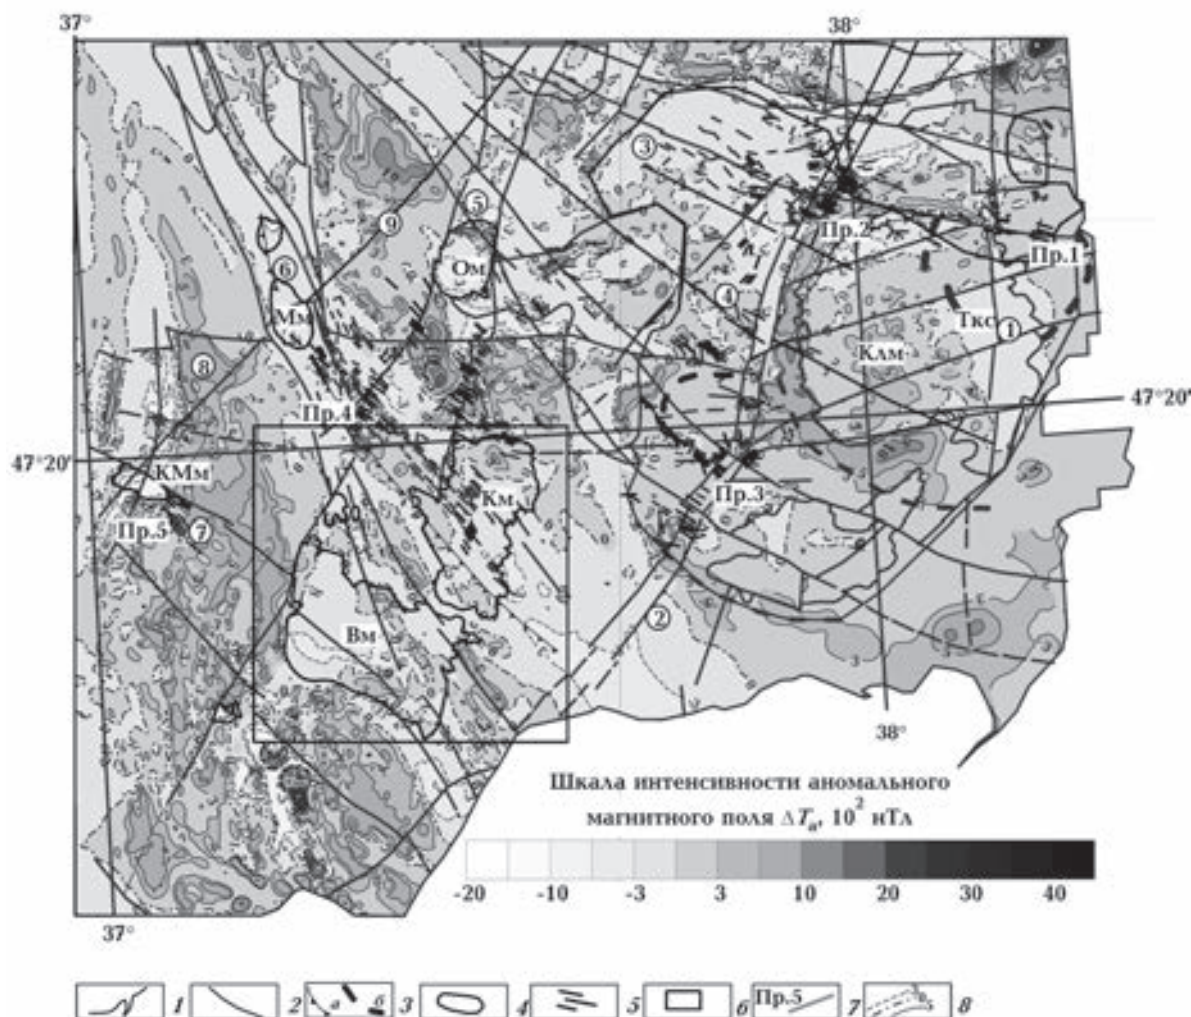 37°
38°
3
9
5
Пр.2
Пр.1
Ом
6
Мм
4
Ткс
1
Клм
8
Пр.4
47°20'
47°20'
КМм
Км
Пр.3
Пр.5
7
Вм
2
38°
Шкала интенсивности аномального
магнитного поля ΔTₐ, 10² нТл
-20 -10 -3 3 10 20 30 40
37°
1 2 а б 3 4 5 6 Пр.5 7 0 5 8